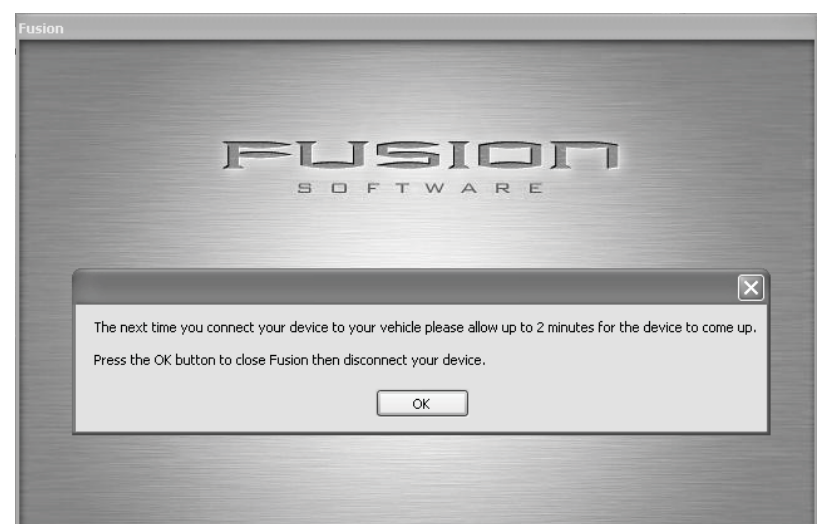 Fusion
FUSION
SOFTWARE
The next time you connect your device to your vehicle please allow up to 2 minutes for the device to come up.
Press the OK button to close Fusion then disconnect your device.
OK